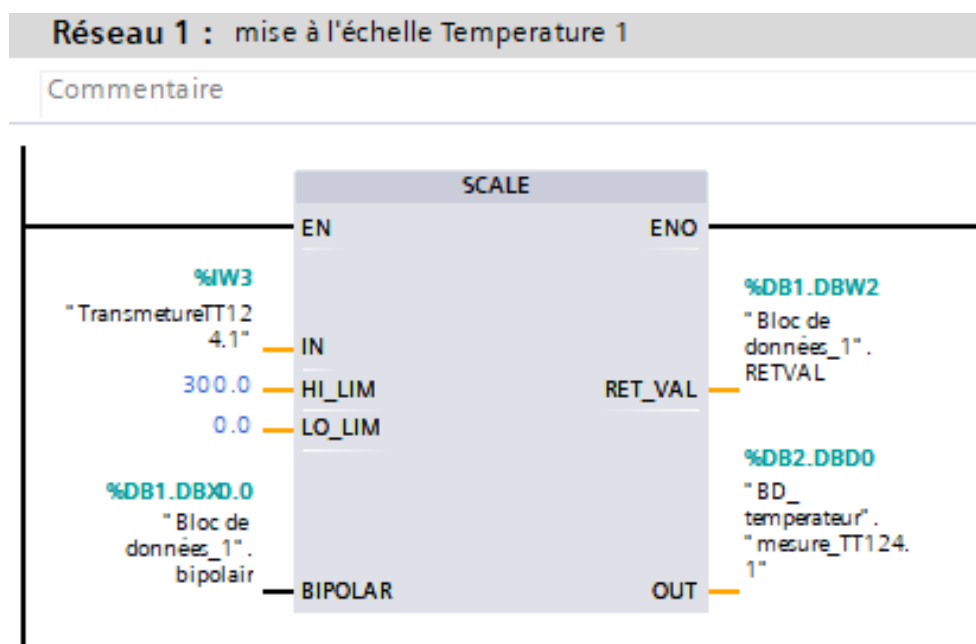 Réseau 1 : mise à l'échelle Temperature 1
Commentaire
SCALE
EN
ENO
%IW3
"TransmetureTT12
4.1"
IN
300.0
HI_LIM
0.0
LO_LIM
%DB1.DBX0.0
"Bloc de
données_1".
bipolair
BIPOLAR
%DB1.DBW2
"Bloc de
données_1".
RETVAL
RET_VAL
%DB2.DBD0
"BD_
temperateur".
"mesure_TT124.
1"
OUT